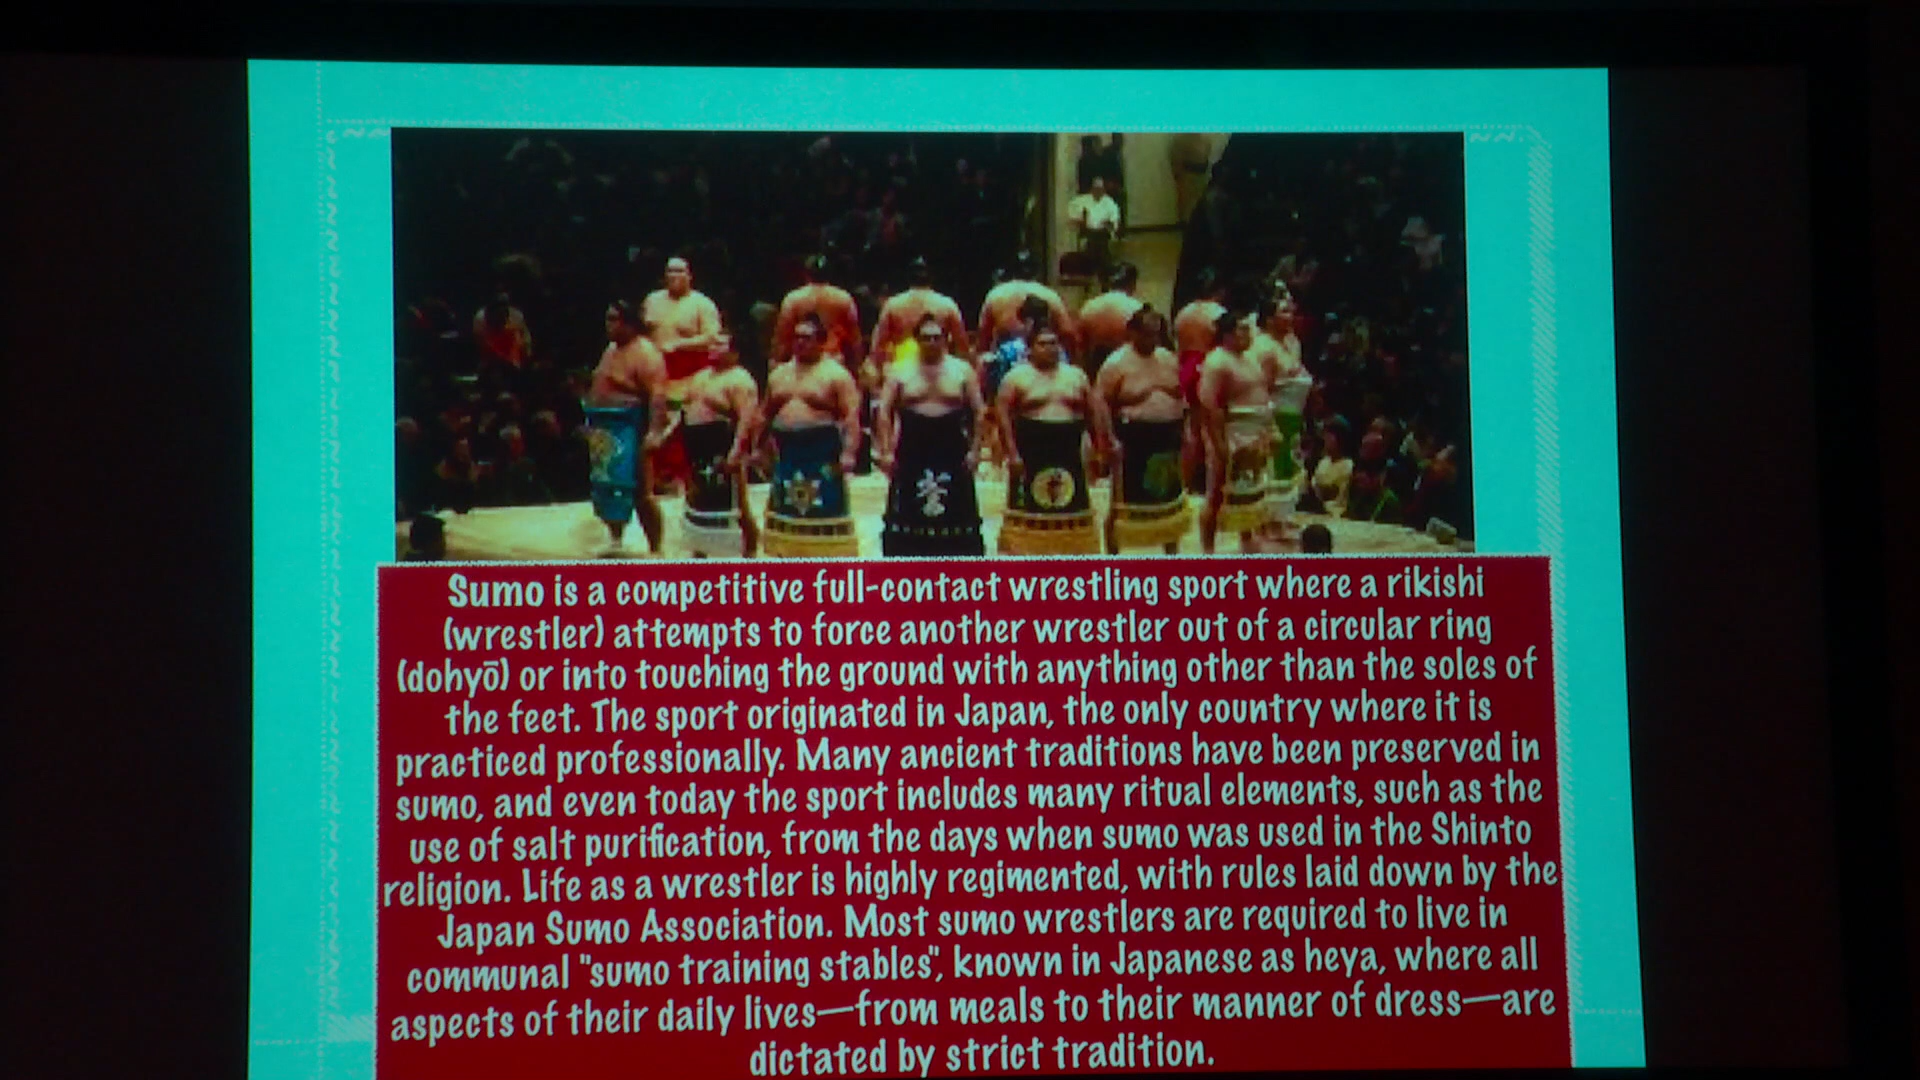 Sumo is a competitive full-contact wrestling sport where a rikishi
(wrestler) attempts to force another wrestler out of a circular ring
(dohyō) or into touching the ground with anything other than the soles of
the feet. The sport originated in Japan, the only country where it is
practiced professionally. Many ancient traditions have been preserved in
sumo, and even today the sport includes many ritual elements, such as the
use of salt purification, from the days when sumo was used in the Shinto
religion. Life as a wrestler is highly regimented, with rules laid down by the
Japan Sumo Association. Most sumo wrestlers are required to live in
communal "sumo training stables", known in Japanese as heya, where all
aspects of their daily lives—from meals to their manner of dress—are
dictated by strict tradition.